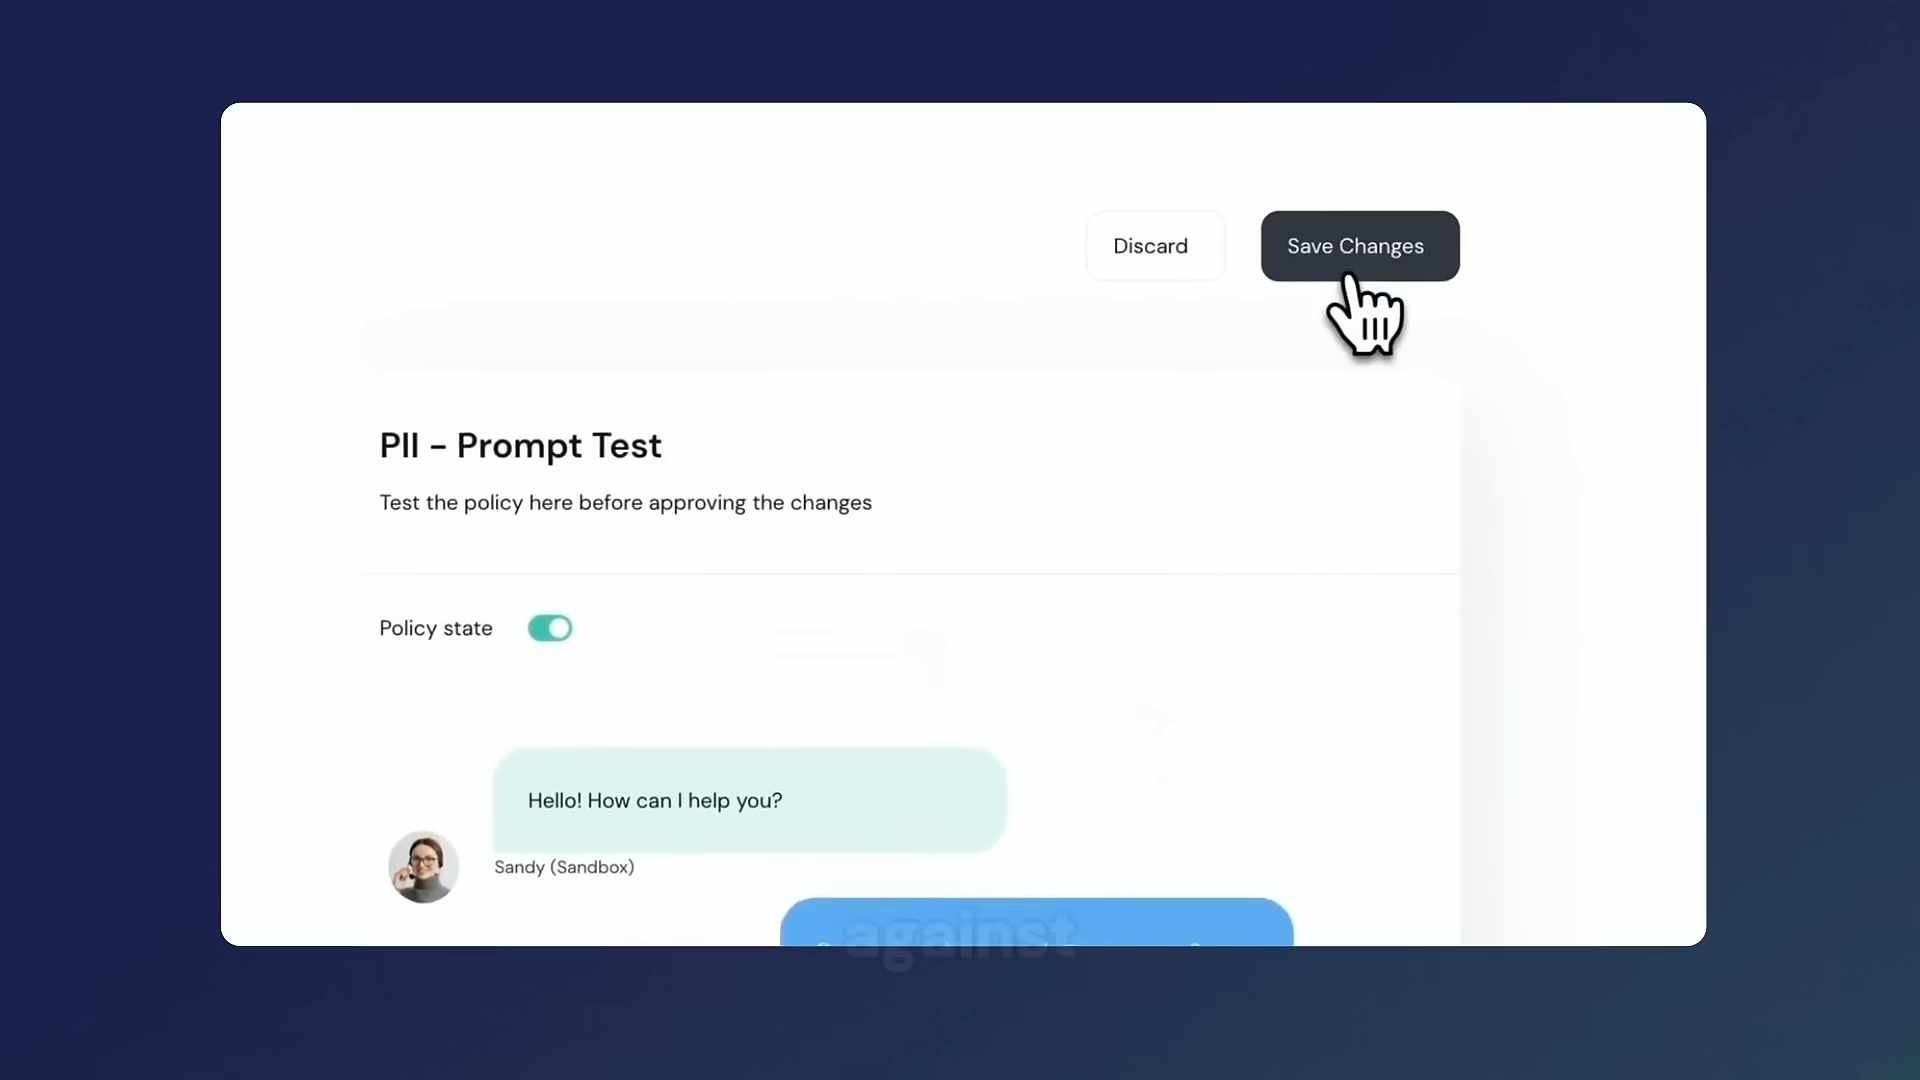 Discard
Save Changes
PII - Prompt Test
Test the policy here before approving the changes
Policy state
Hello! How can I help you?
Sandy (Sandbox)
against